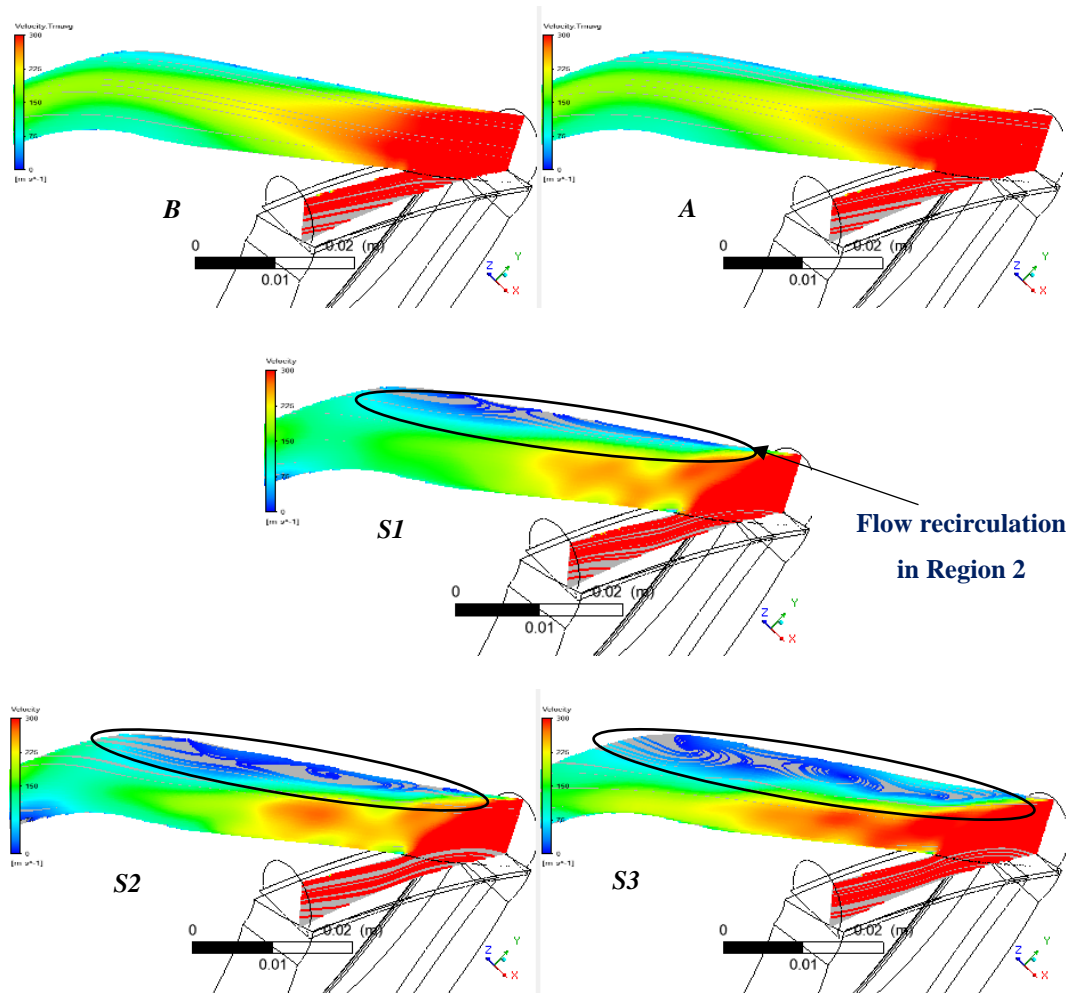 Velocity.Trnavg
300
225
150
75
0
[m s^-1]
B
0
0.02 (m)
0.01
Z
Y
X
Velocity.Trnavg
300
225
150
75
0
[m s^-1]
A
0
0.02 (m)
0.01
Z
Y
X
Velocity
300
225
150
75
0
[m s^-1]
S1
0
0.02 (m)
0.01
Z
Y
X
Flow recirculation
in Region 2
Velocity
300
225
150
75
0
[m s^-1]
S2
0
0.02 (m)
0.01
Z
Y
X
Velocity
300
225
150
75
0
[m s^-1]
S3
0
0.02 (m)
0.01
Z
Y
X